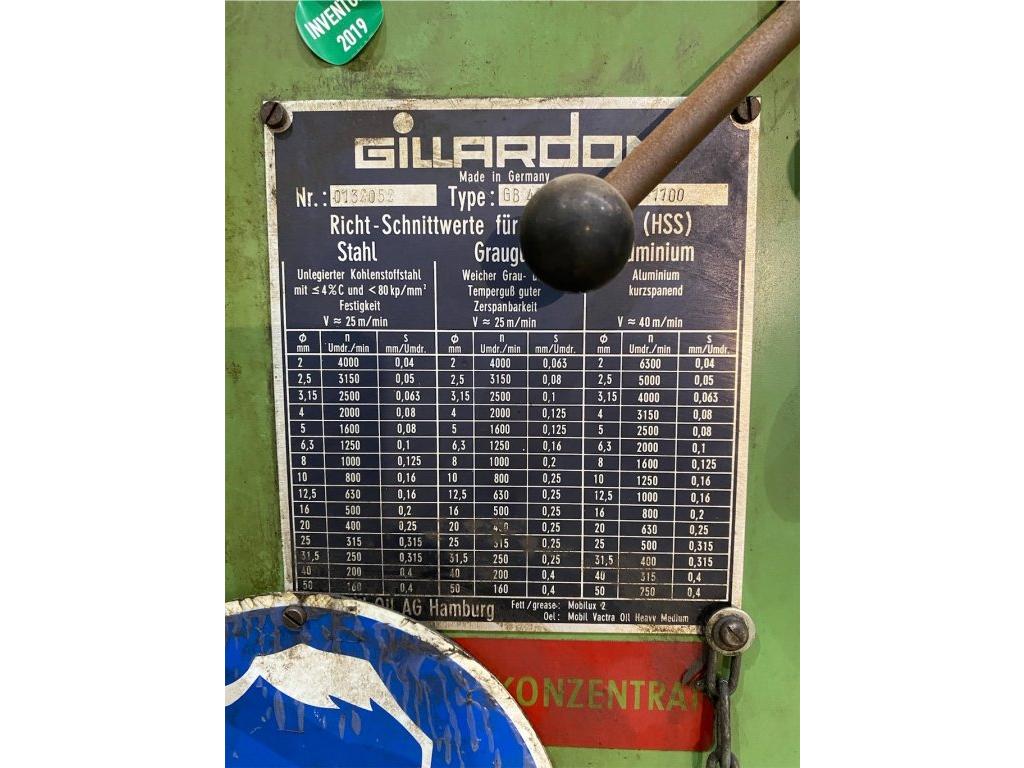 2019
GILLARDON
Made in Germany
Nr.: 0132052 Type: GB
Richt-Schnittwerte für (HSS)
Stahl
Unlegierter Kohlenstoffstahl Weicher Grau- Aluminium
mit ≤4%C und <80kp/mm² Temperguß guter kurzspanend
Festigkeit Zerspanbarkeit
V ≈ 25 m/min V ≈ 25 m/min V ≈ 40 m/min
Φ n s Φ n s Φ n s
mm Umdr./min mm/Umdr. mm Umdr./min mm/Umdr. mm Umdr./min mm/Umdr.
2 4000 0,04 2 4000 0,063 2 6300 0,04
2,5 3150 0,05 2,5 3150 0,08 2,5 5000 0,05
3,15 2500 0,063 3,15 2500 0,1 3,15 4000 0,063
4 2000 0,08 4 2000 0,125 4 3150 0,08
5 1600 0,08 5 1600 0,125 5 2500 0,08
6,3 1250 0,1 6,3 1250 0,16 6,3 2000 0,1
8 1000 0,125 8 1000 0,2 8 1600 0,125
10 800 0,16 10 800 0,25 10 1250 0,16
12,5 630 0,16 12,5 630 0,25 12,5 1000 0,16
16 500 0,2 16 500 0,25 16 800 0,2
20 400 0,25 20 400 0,25 20 630 0,25
25 315 0,315 25 315 0,25 25 500 0,315
31,5 250 0,315 31,5 250 0,25 31,5 400 0,315
40 200 0,4 40 200 0,4 40 315 0,4
50 160 0,4 50 160 0,4 50 250 0,4
Oil AG Hamburg Fett/grease: Mobilux 2
Oel: Mobil Vactra Oil Heavy Medium
KONZENTRAT